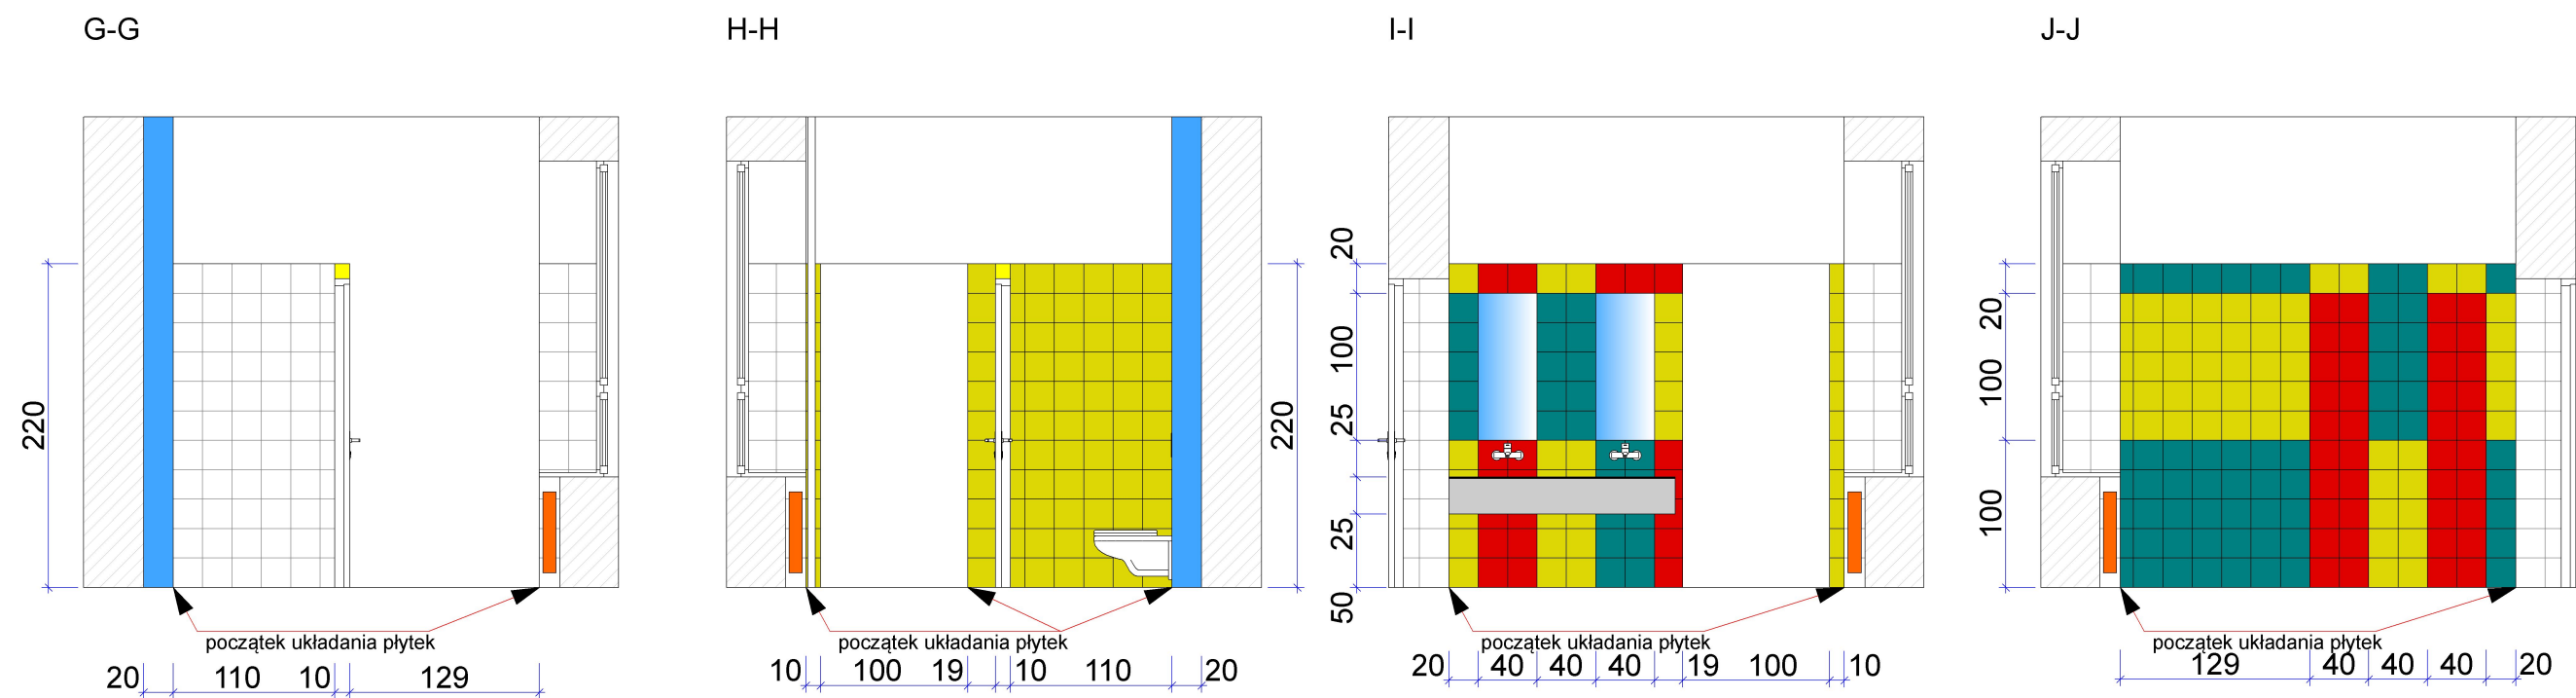 G-G
H-H
I-I
J-J
220
220
20
100
25
25
50
20
100
100
początek układania płytek
początek układania płytek
początek układania płytek
początek układania płytek
20 110 10 129
10 100 19 10 110 20
20 40 40 40 19 100 10
129 40 40 40 20